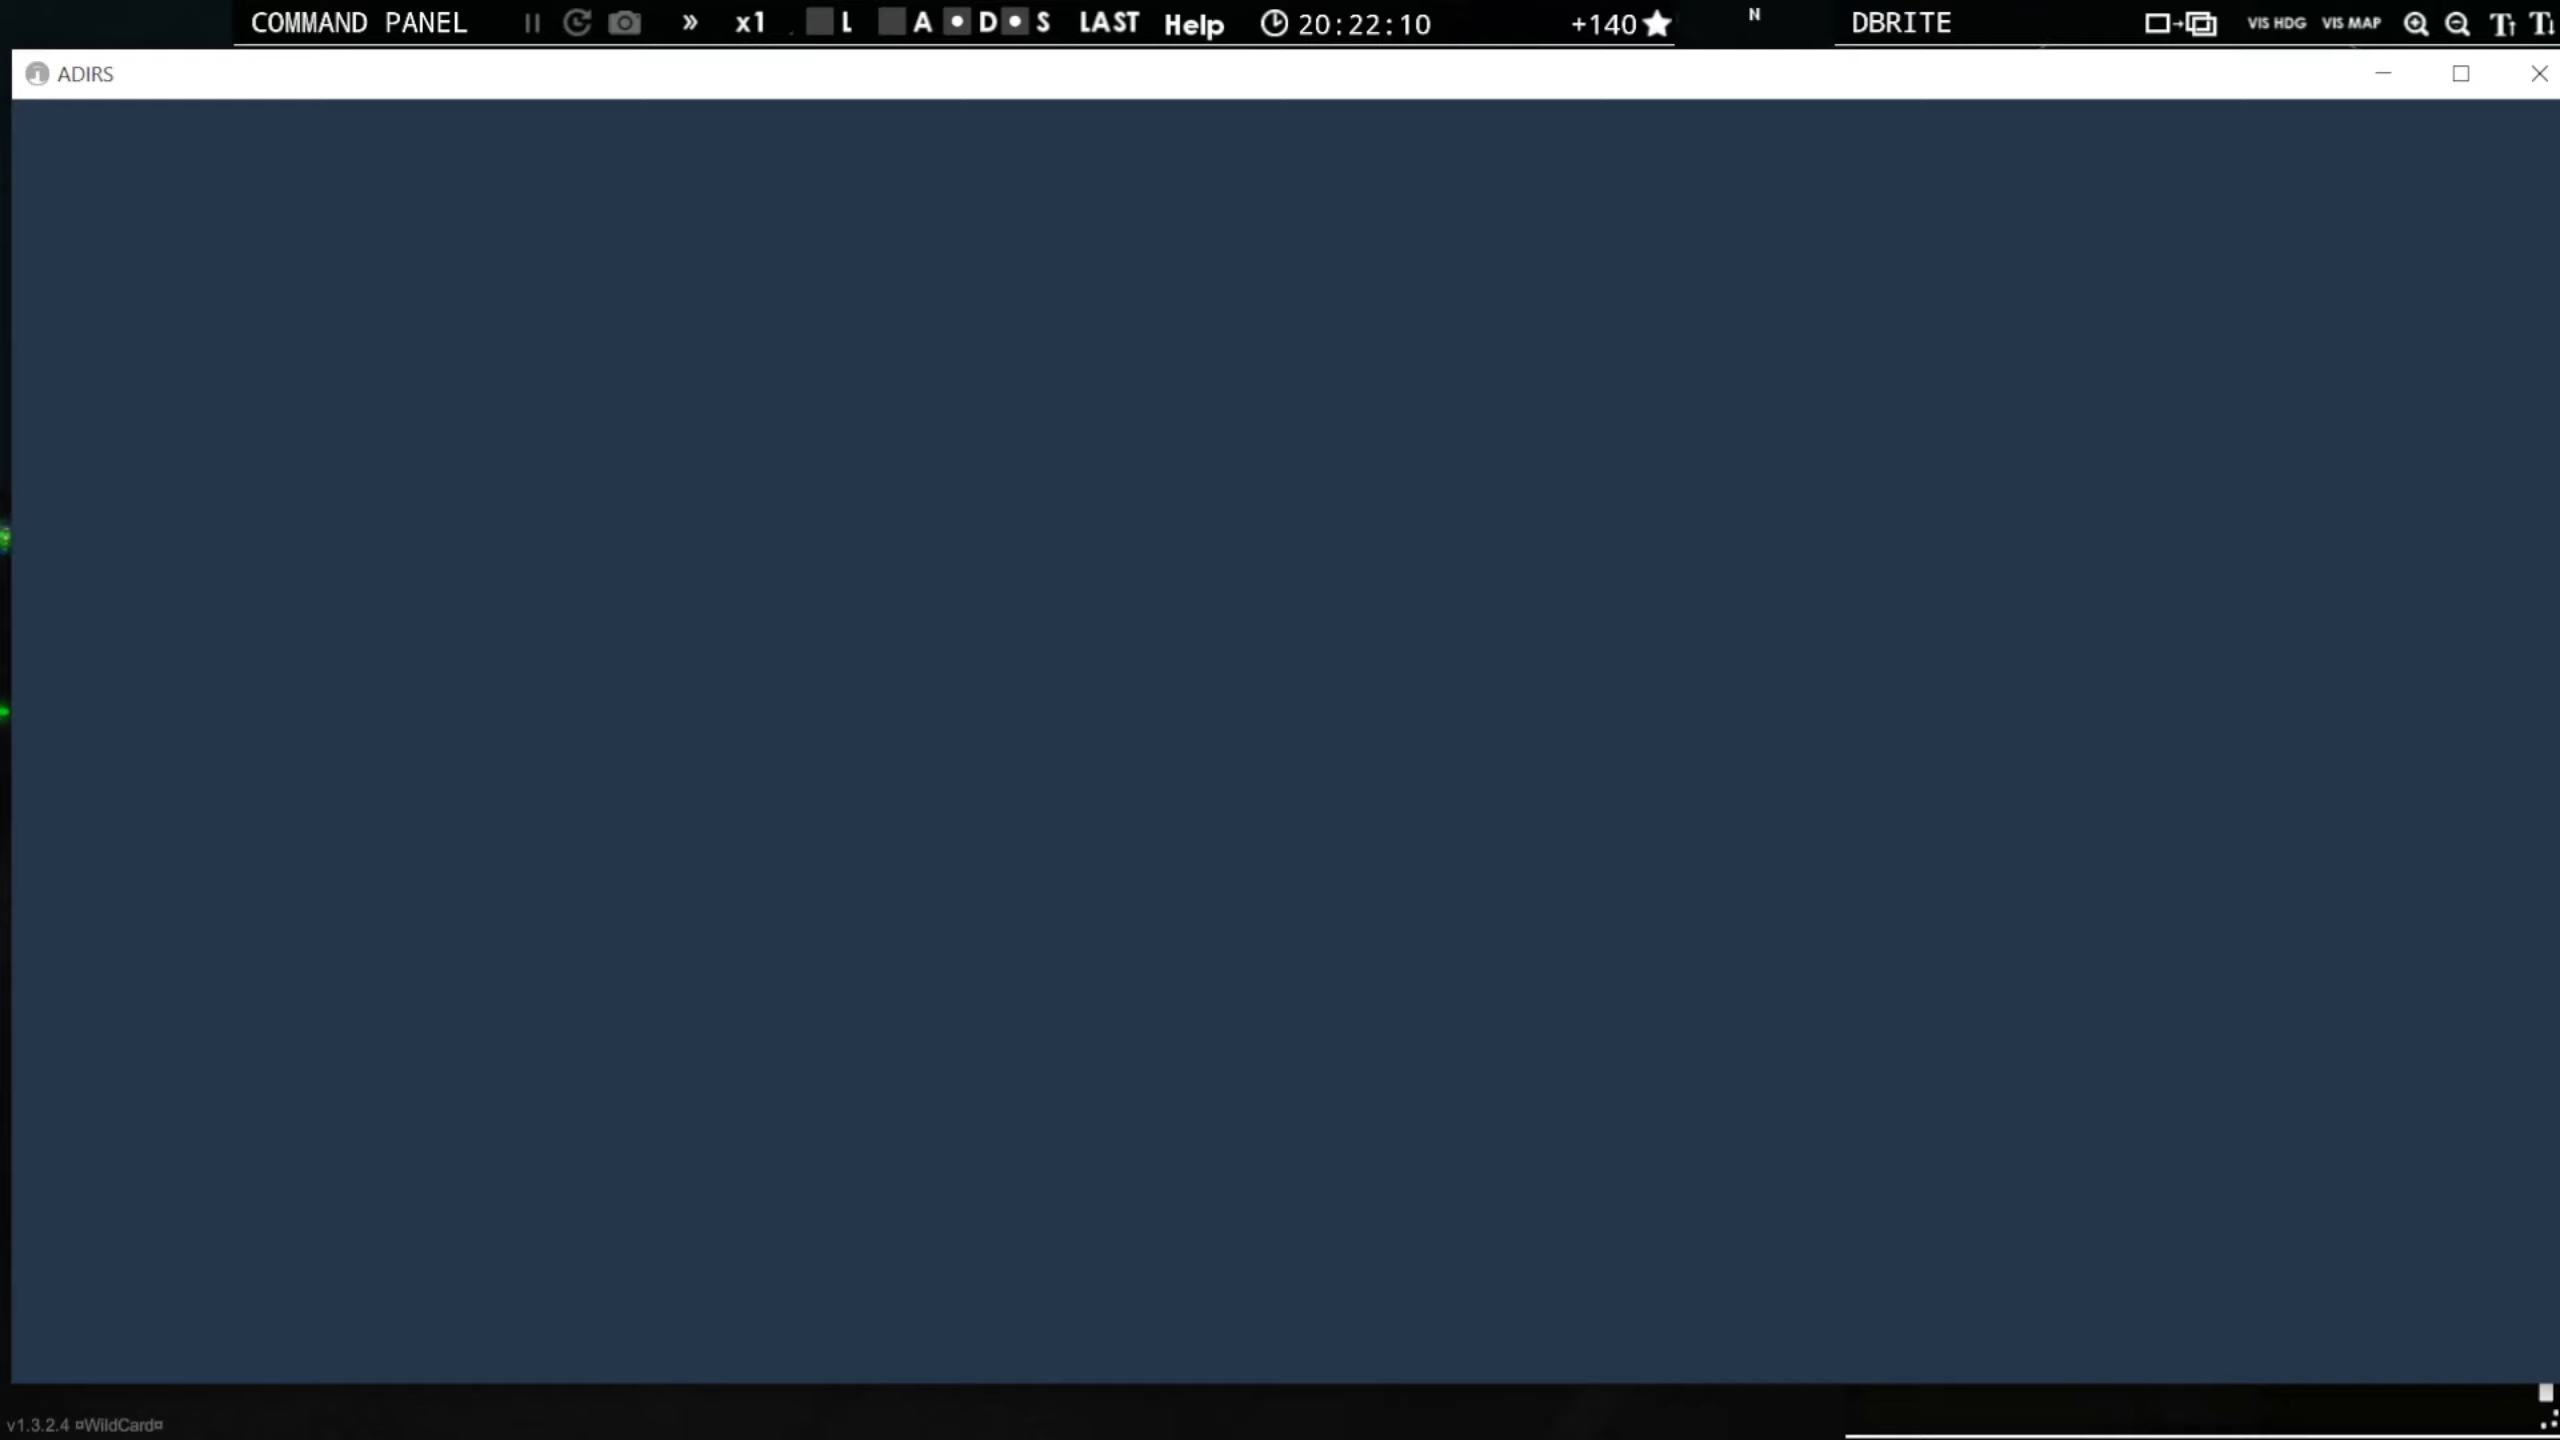 COMMAND PANEL x1 L A D S LAST Help 20:22:10 +140 N DBRITE VIS HDG VIS MAP T T
ADIRS
v1.3.2.4 ¤WildCard¤